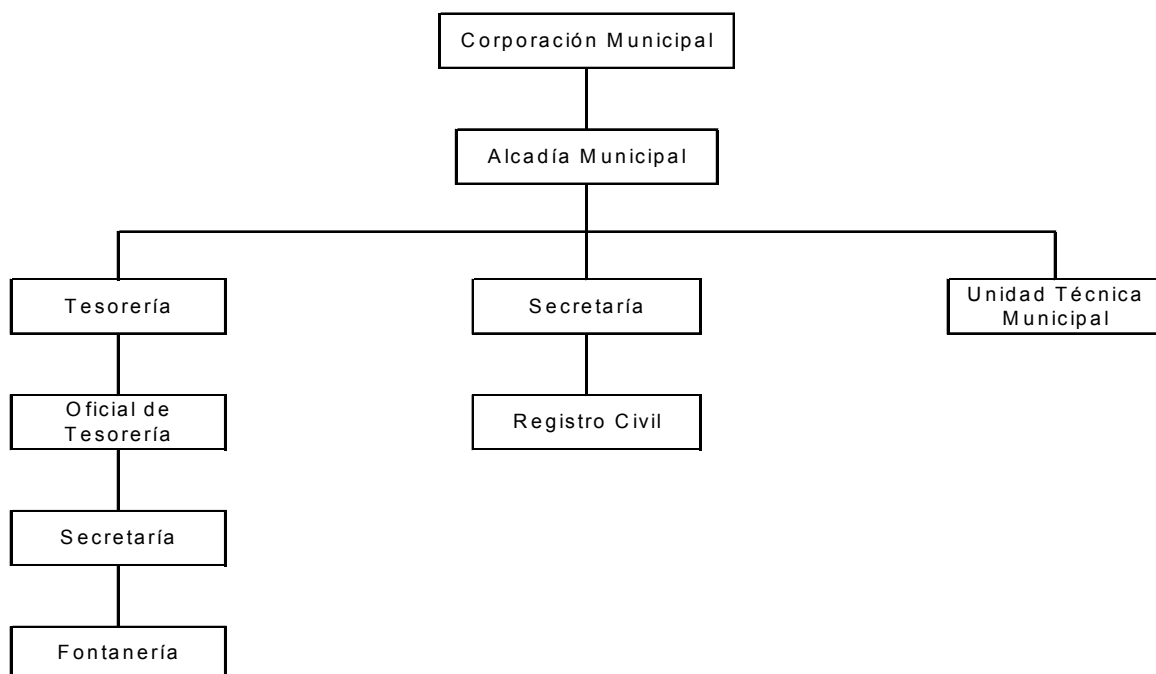 Corporación Municipal
Alcadía Municipal
Tesorería
Secretaría
Unidad Técnica
Municipal
Oficial de
Tesorería
Registro Civil
Secretaría
Fontanería